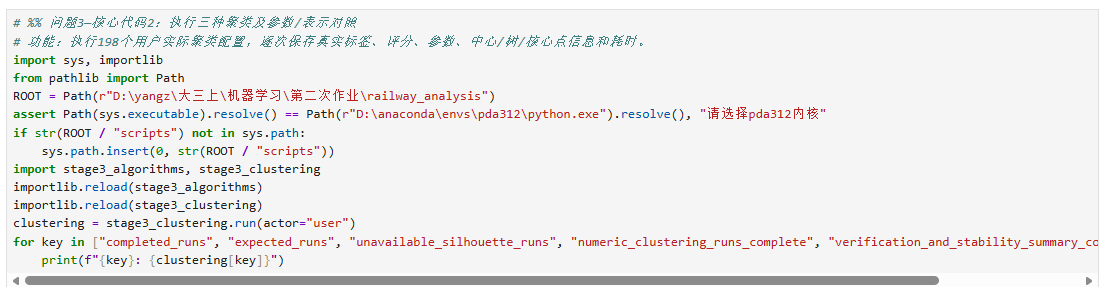 # %% 问题3—核心代码2：执行三种聚类及参数/表示对照
# 功能：执行198个用户实际聚类配置，逐次保存真实标签、评分、参数、中心/树/核心点信息和耗时。
import sys, importlib
from pathlib import Path
ROOT = Path(r"D:\yangz\大三上\机器学习\第二次作业\railway_analysis")
assert Path(sys.executable).resolve() == Path(r"D:\anaconda\envs\pda312\python.exe").resolve(), "请选择pda312内核"
if str(ROOT / "scripts") not in sys.path:
    sys.path.insert(0, str(ROOT / "scripts"))
import stage3_algorithms, stage3_clustering
importlib.reload(stage3_algorithms)
importlib.reload(stage3_clustering)
clustering = stage3_clustering.run(actor="user")
for key in ["completed_runs", "expected_runs", "unavailable_silhouette_runs", "numeric_clustering_runs_complete", "verification_and_stability_summary_co
    print(f"{key}: {clustering[key]}")